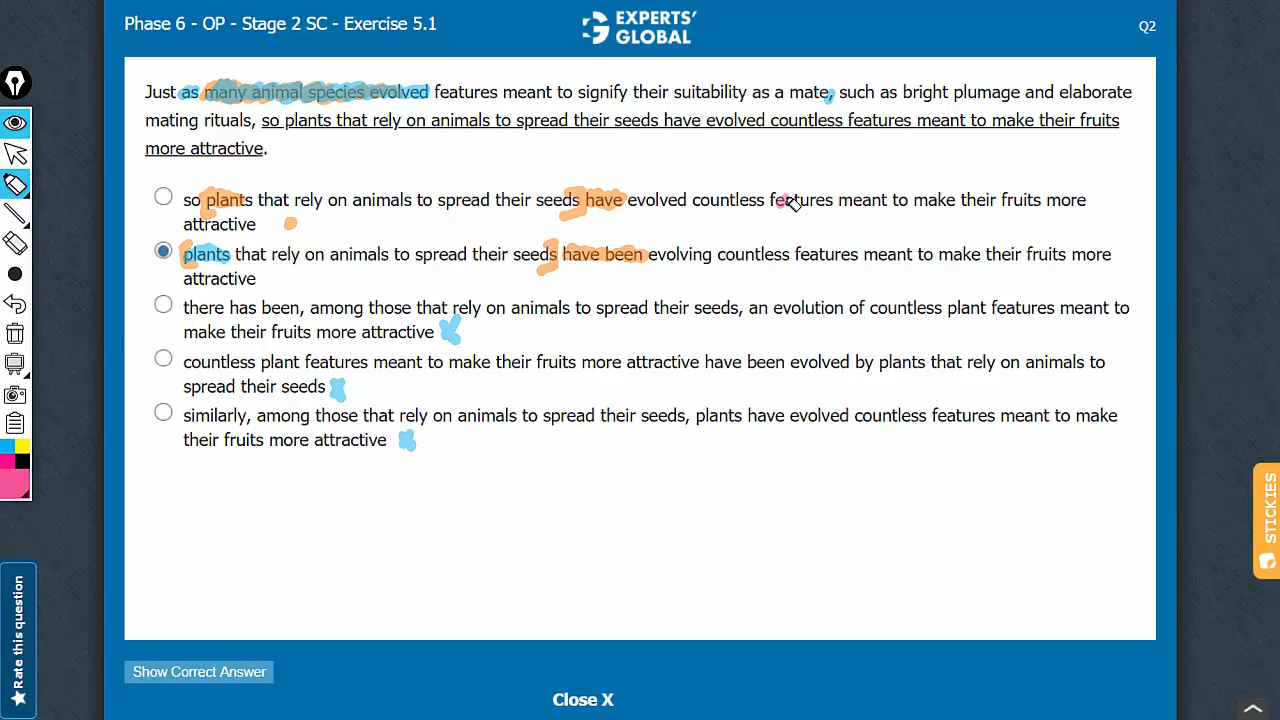 Phase 6 - OP - Stage 2 SC - Exercise 5.1
EXPERTS'
GLOBAL
Q2
Just as many animal species evolved features meant to signify their suitability as a mate, such as bright plumage and elaborate
mating rituals, so plants that rely on animals to spread their seeds have evolved countless features meant to make their fruits
more attractive.
so plants that rely on animals to spread their seeds have evolved countless features meant to make their fruits more
attractive
plants that rely on animals to spread their seeds have been evolving countless features meant to make their fruits more
attractive
there has been, among those that rely on animals to spread their seeds, an evolution of countless plant features meant to
make their fruits more attractive
countless plant features meant to make their fruits more attractive have been evolved by plants that rely on animals to
spread their seeds
similarly, among those that rely on animals to spread their seeds, plants have evolved countless features meant to make
their fruits more attractive
STICKIES
Rate this question
Show Correct Answer
Close X